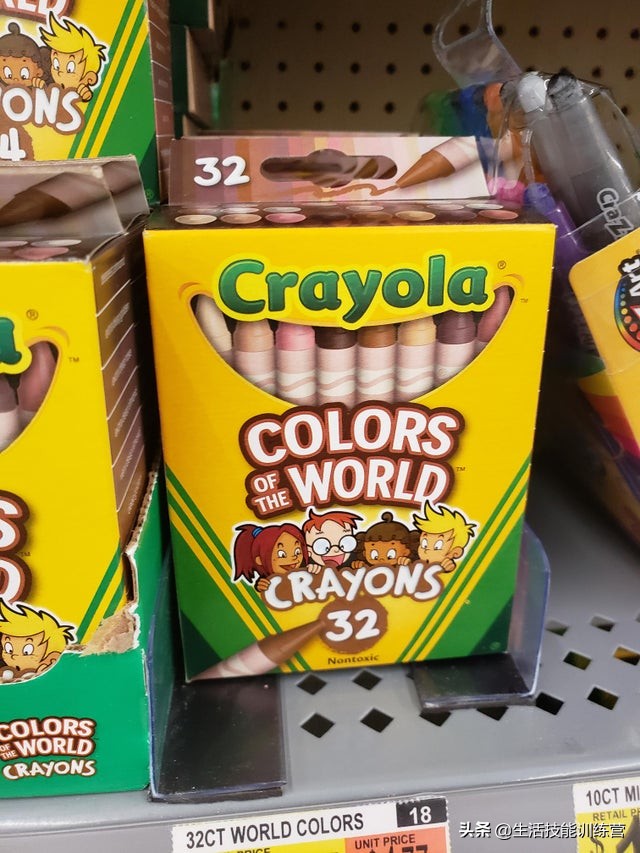 ONS
32
Crayola
COLORS
OF THE WORLD
CRAYONS
32
Nontoxic
COLORS
OF THE WORLD
CRAYONS
32CT WORLD COLORS 18
UNIT PRICE
10CT
RETAIL
头条 @生活技能训练营